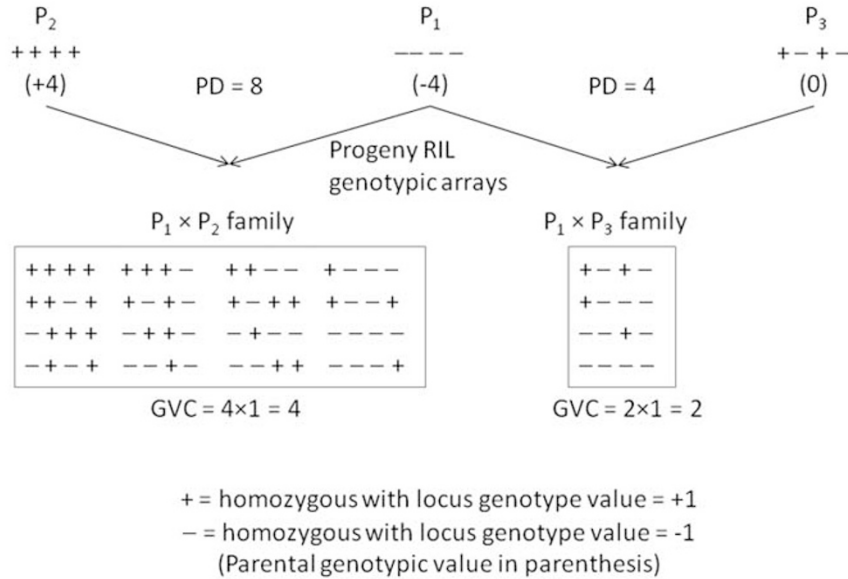 P₂ P₁ P₃
+ + + + − − − − + − + −
(+4) PD = 8 (-4) PD = 4 (0)
Progeny RIL
genotypic arrays
P₁ × P₂ family P₁ × P₃ family
+ + + + + + + − + + − − + − − − + − + −
+ + − + + − + − + − + + + − − + + − − −
− + + + − + + − − + − − − − − − − − + −
− + − + − − + − − − + + − − − + − − − −
GVC = 4×1 = 4 GVC = 2×1 = 2
+ = homozygous with locus genotype value = +1
− = homozygous with locus genotype value = -1
(Parental genotypic value in parenthesis)